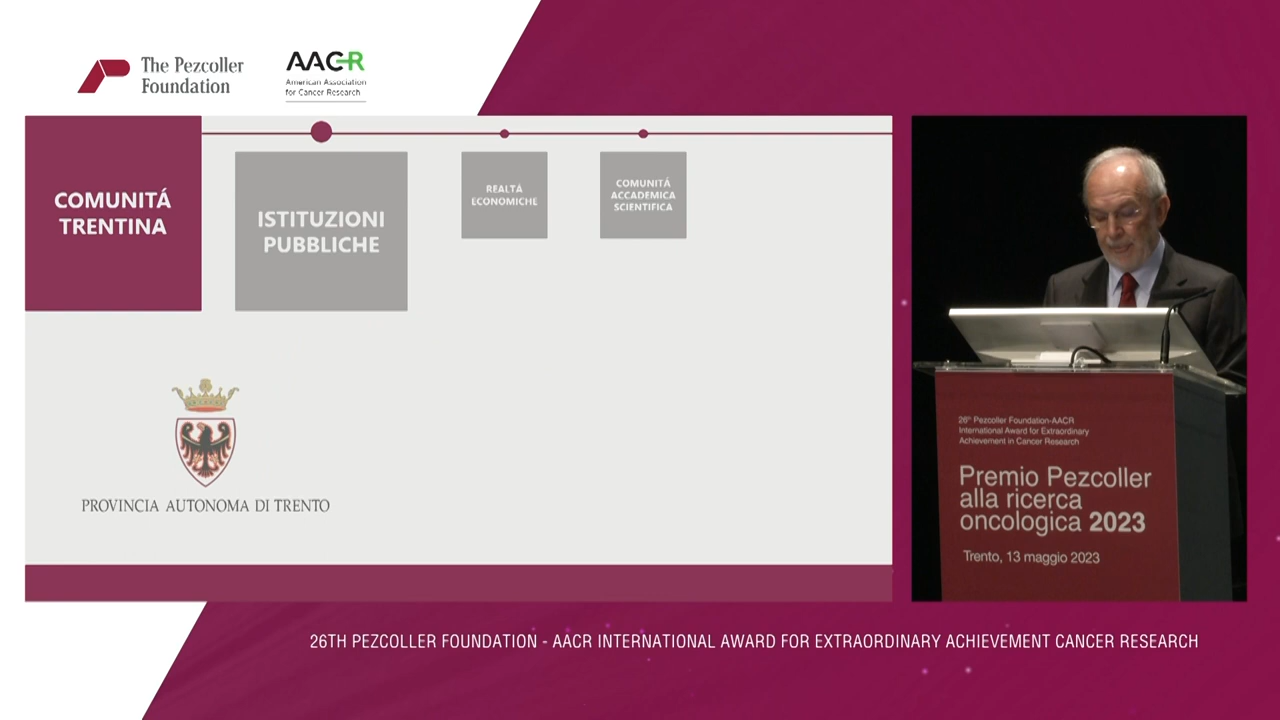 The Pezcoller
Foundation
AACR
American Association
for Cancer Research
COMUNITÁ
TRENTINA
ISTITUZIONI
PUBBLICHE
REALTÀ
ECONOMICHE
COMUNITÁ
ACCADEMICA
SCIENTIFICA
PROVINCIA AUTONOMA DI TRENTO
26th Pezcoller Foundation-AACR
International Award for Extraordinary
Achievement in Cancer Research
Premio Pezcoller
alla ricerca
oncologica 2023
Trento, 13 maggio 2023
26TH PEZCOLLER FOUNDATION - AACR INTERNATIONAL AWARD FOR EXTRAORDINARY ACHIEVEMENT CANCER RESEARCH